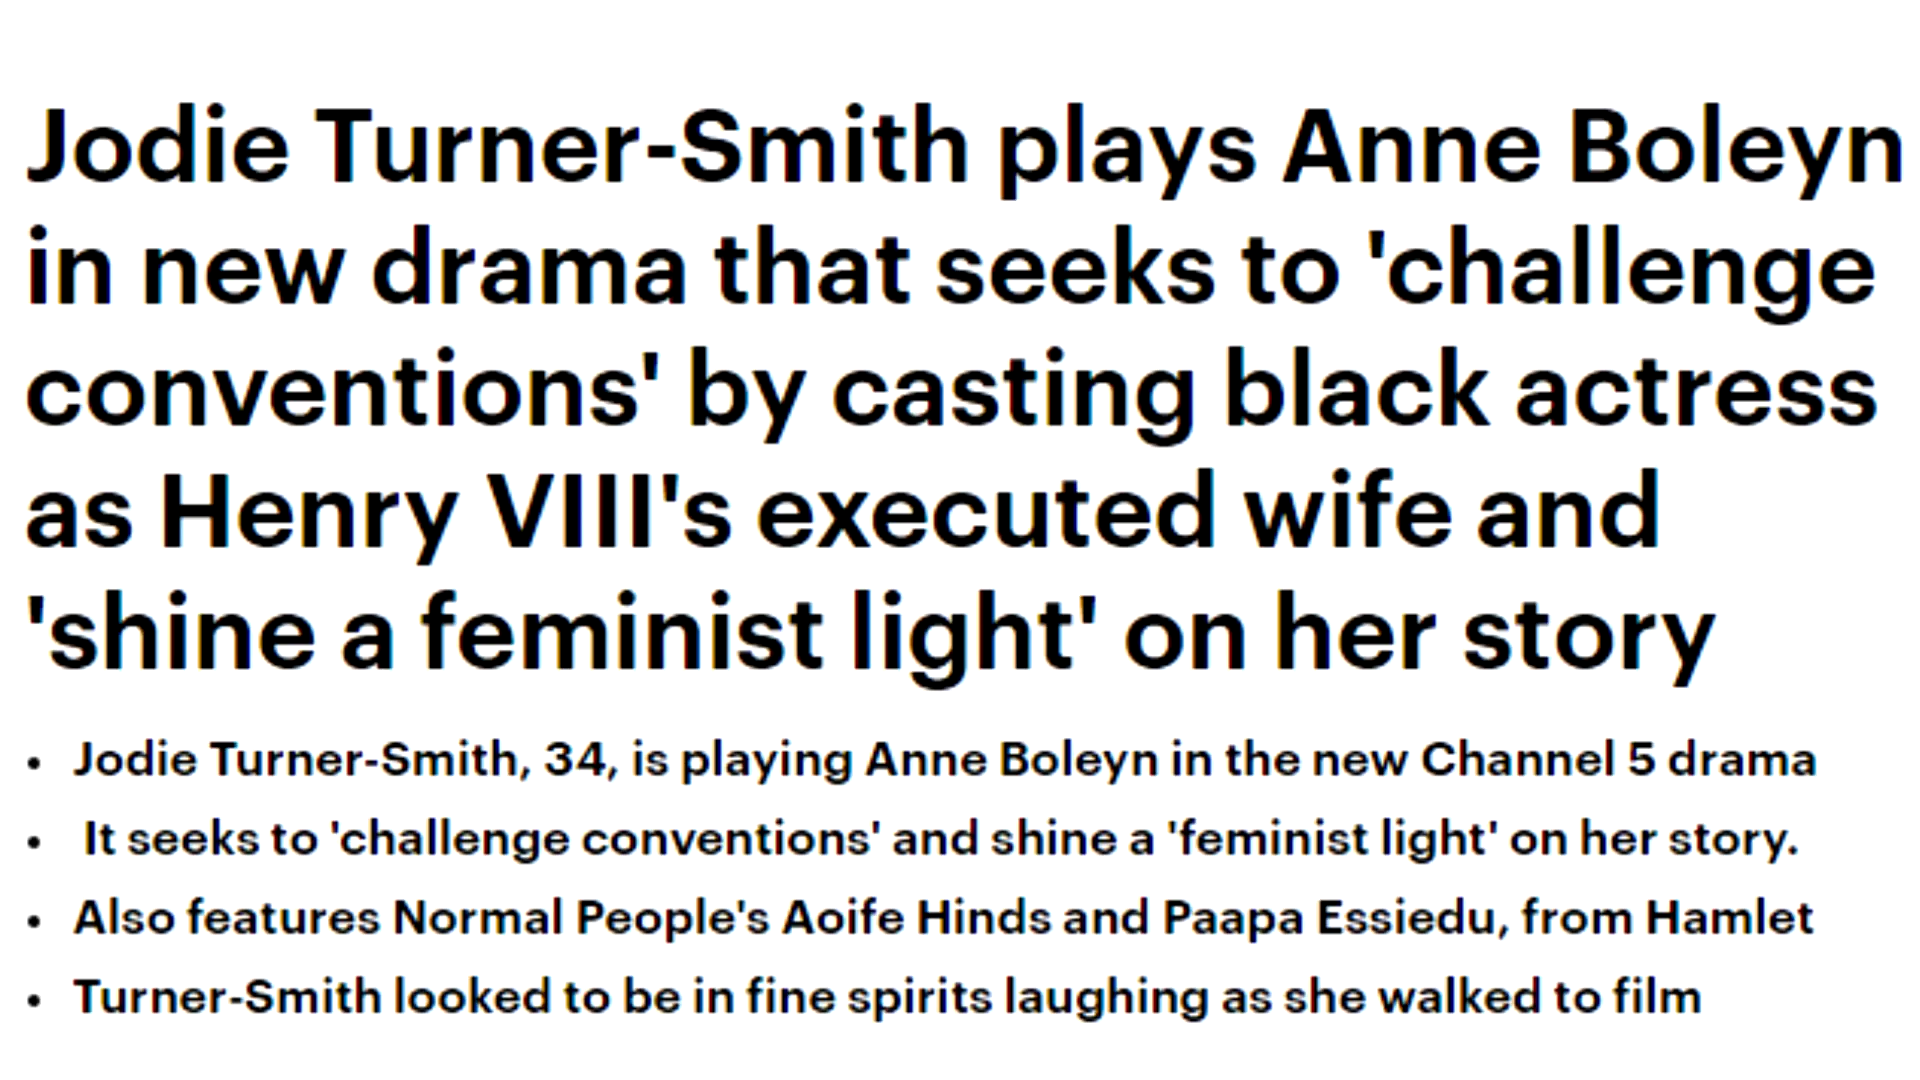 Jodie Turner-Smith plays Anne Boleyn
in new drama that seeks to 'challenge
conventions' by casting black actress
as Henry VIII's executed wife and
'shine a feminist light' on her story
• Jodie Turner-Smith, 34, is playing Anne Boleyn in the new Channel 5 drama
• It seeks to 'challenge conventions' and shine a 'feminist light' on her story.
• Also features Normal People's Aoife Hinds and Paapa Essiedu, from Hamlet
• Turner-Smith looked to be in fine spirits laughing as she walked to film